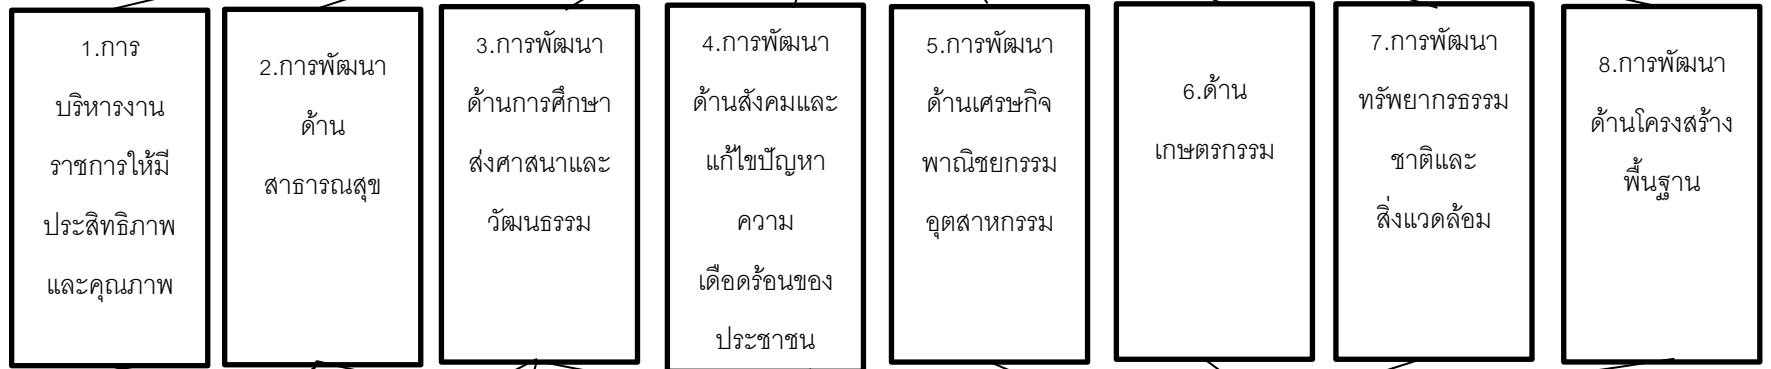 1.การ
บริหารงาน
ราชการให้มี
ประสิทธิภาพ
และคุณภาพ
2.การพัฒนา
ด้าน
สาธารณสุข
3.การพัฒนา
ด้านการศึกษา
ส่งศาสนาและ
วัฒนธรรม
4.การพัฒนา
ด้านสังคมและ
แก้ไขปัญหา
ความ
เดือดร้อนของ
ประชาชน
5.การพัฒนา
ด้านเศรษกิจ
พาณิชยกรรม
อุตสาหกรรม
6.ด้าน
เกษตรกรรม
7.การพัฒนา
ทรัพยากรธรรม
ชาติและ
สิ่งแวดล้อม
8.การพัฒนา
ด้านโครงสร้าง
พื้นฐาน